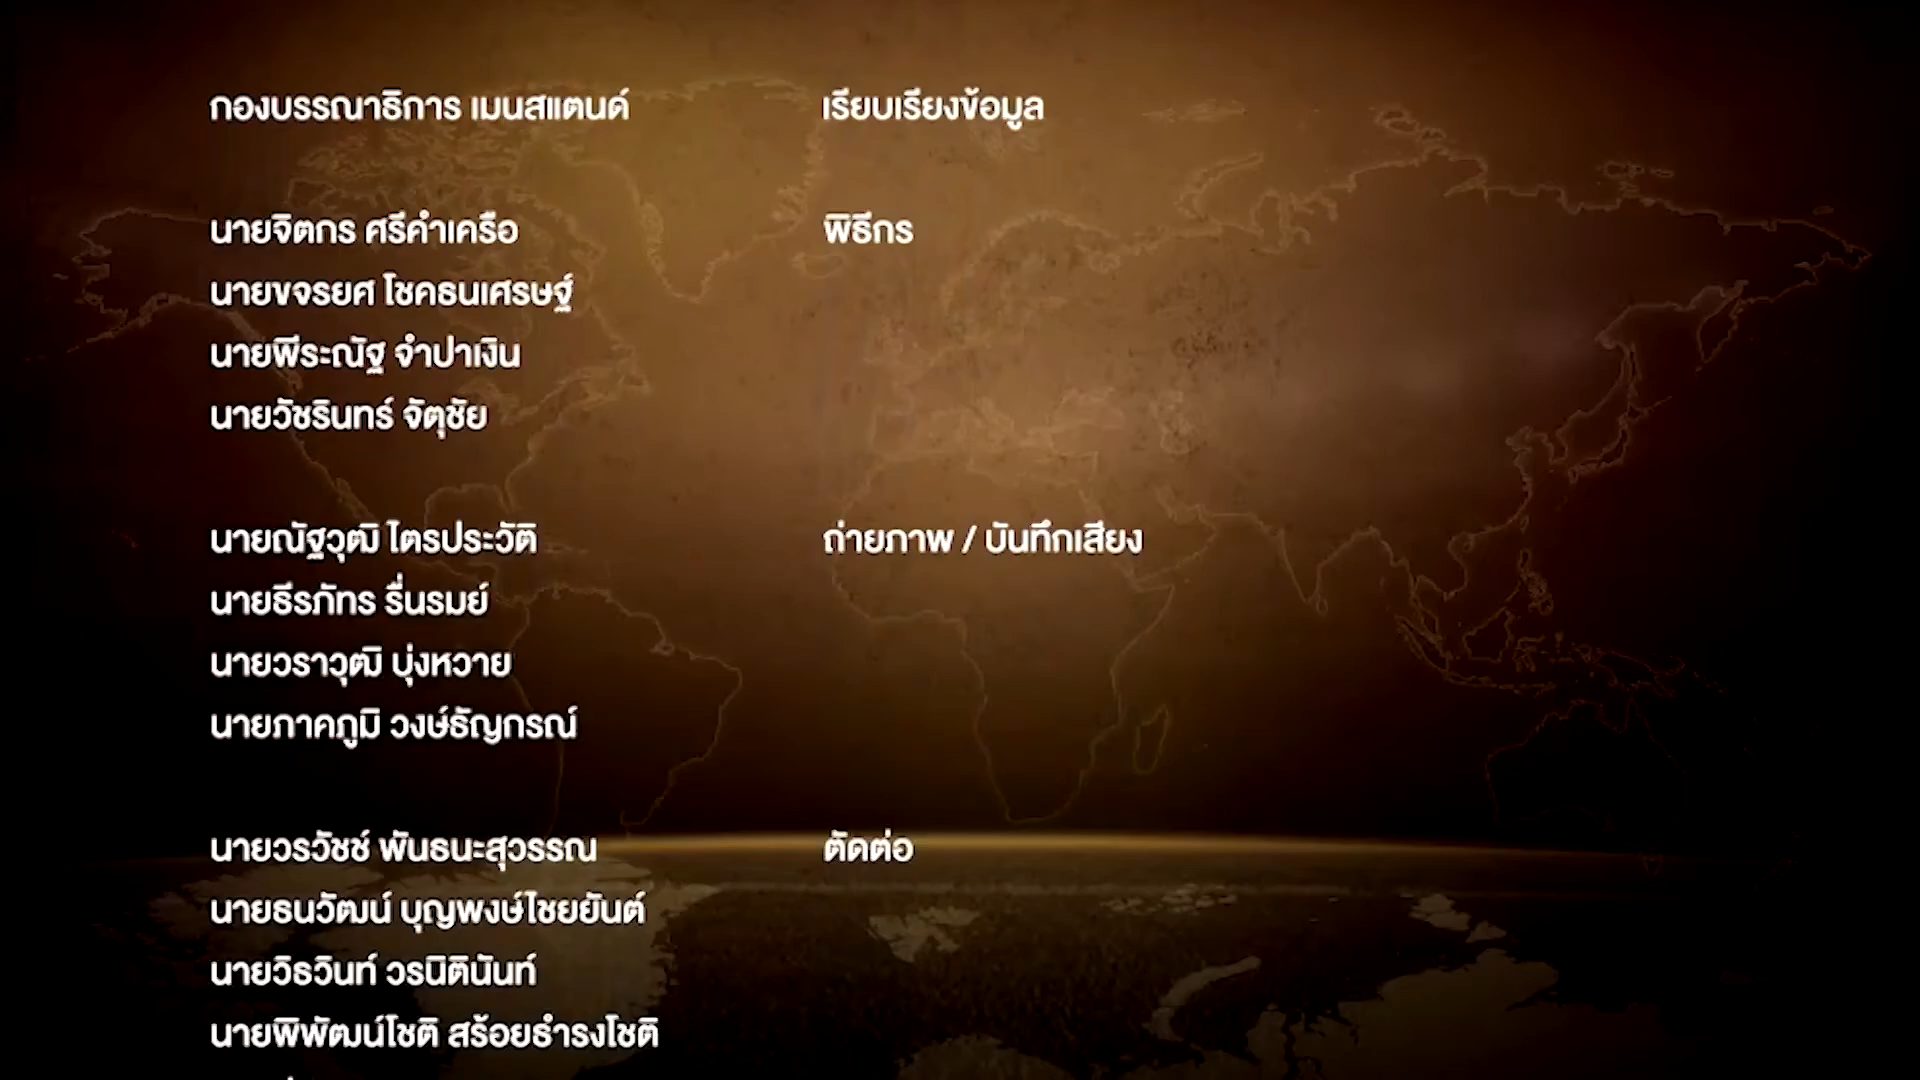 กองบรรณาธิการ เมนสแตนด์ เรียบเรียงข้อมูล
นายจิตกร ศรีคำเครือ พิธีกร
นายขจรยศ โชคธนเศรษฐ์
นายพีระณัฐ จำปาเงิน
นายวัชรินทร์ จัตุชัย
นายณัฐวุฒิ ไตรประวัติ ถ่ายภาพ / บันทึกเสียง
นายธีรภัทร รื่นรมย์
นายวราวุฒิ บุ่งหวาย
นายภาคภูมิ วงษ์ธัญกรณ์
นายวรวัชช์ พันธนะสุวรรณ ตัดต่อ
นายธนวัฒน์ บุญพงษ์ไชยยันต์
นายวิธวินท์ วรนิตินันท์
นายพิพัฒน์โชติ สร้อยธำรงโชติ